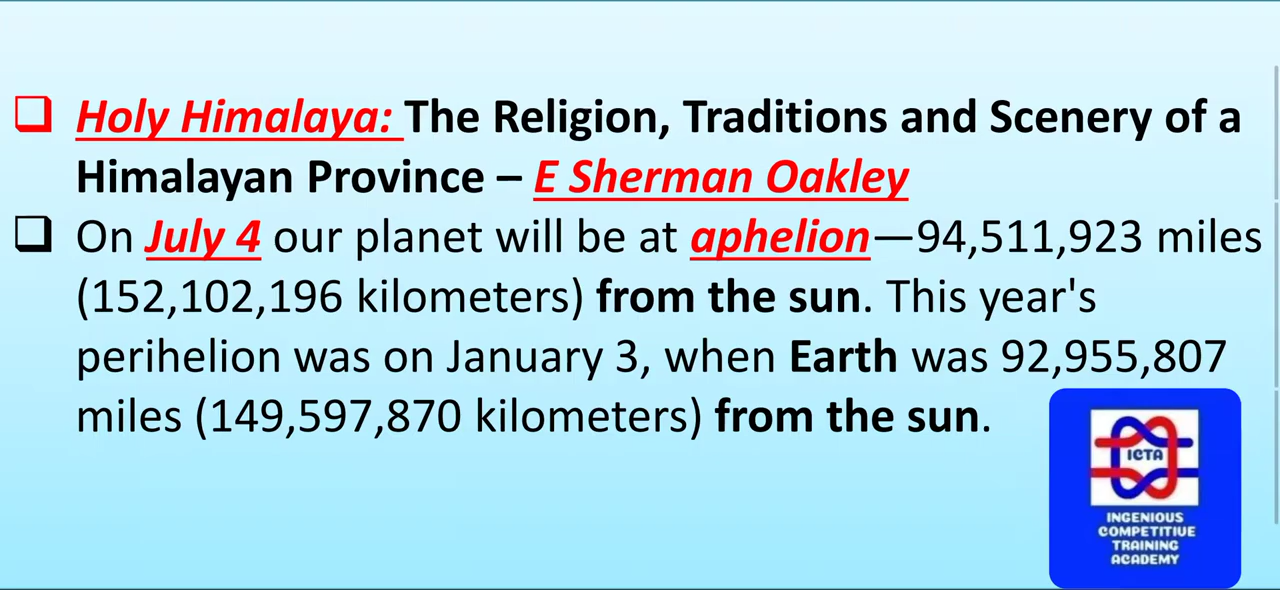 Holy Himalaya: The Religion, Traditions and Scenery of a
Himalayan Province – E Sherman Oakley
On July 4 our planet will be at aphelion—94,511,923 miles
(152,102,196 kilometers) from the sun. This year's
perihelion was on January 3, when Earth was 92,955,807
miles (149,597,870 kilometers) from the sun.
ICTA
INGENIOUS
COMPETITIVE
TRAINING
ACADEMY